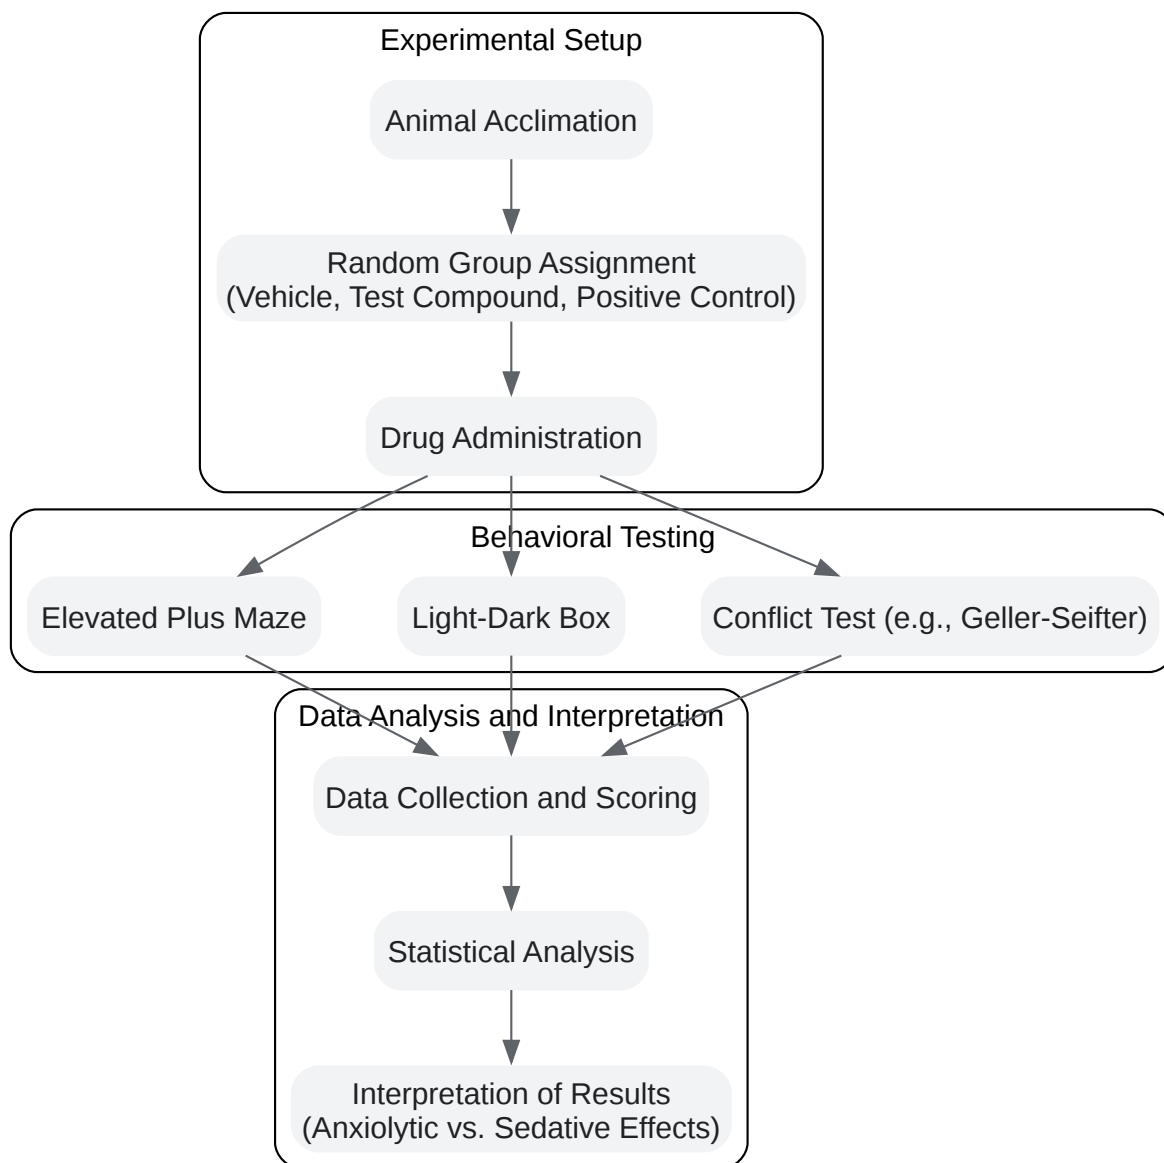 Experimental Setup
Animal Acclimation
Random Group Assignment
(Vehicle, Test Compound, Positive Control)
Drug Administration
Behavioral Testing
Elevated Plus Maze
Light-Dark Box
Conflict Test (e.g., Geller-Seifter)
Data Analysis and Interpretation
Data Collection and Scoring
Statistical Analysis
Interpretation of Results
(Anxiolytic vs. Sedative Effects)